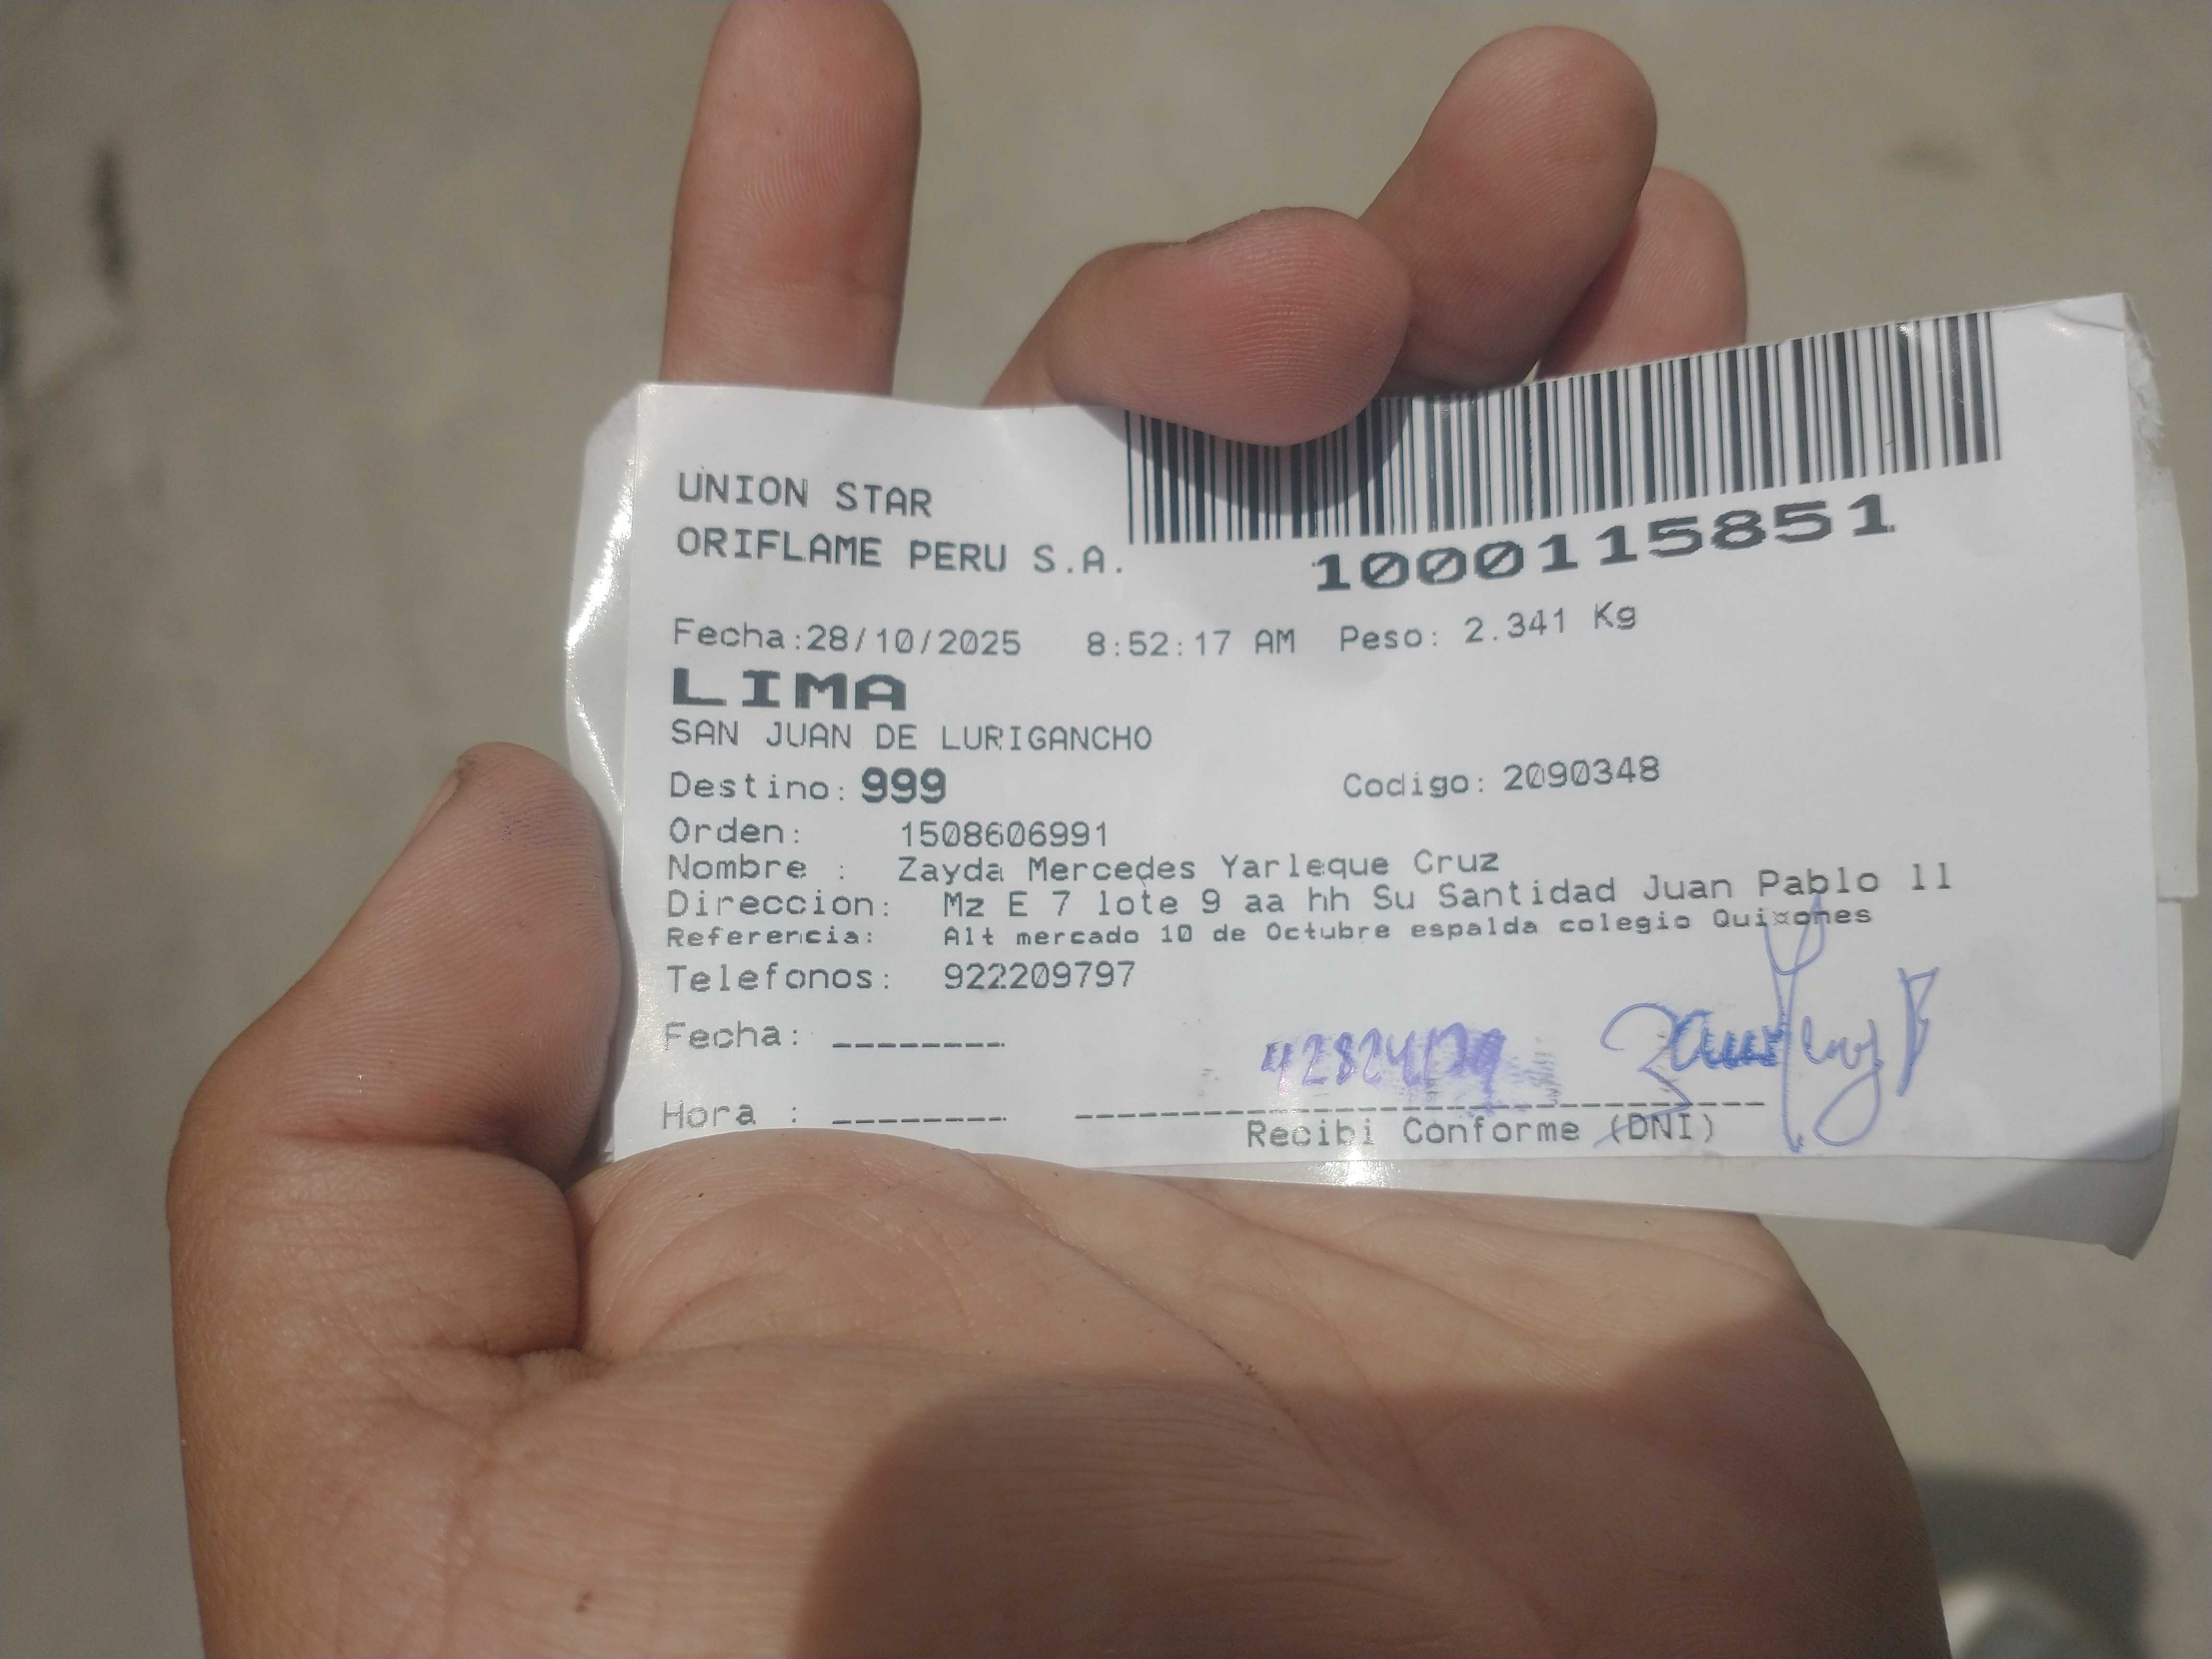 UNION STAR
ORIFLAME PERU S.A.
1000115851
Fecha:28/10/2025 8:52:17 AM Peso: 2.341 Kg
LIMA
SAN JUAN DE LURIGANCHO
Destino: 999 Codigo: 2090348
Orden: 1508606991
Nombre : Zayda Mercedes Yarleque Cruz
Direccion: Mz E 7 lote 9 aa hh Su Santidad Juan Pablo 11
Referencia: Alt mercado 10 de Octubre espalda colegio Qui¤ones
Telefonos: 922209797
Fecha: --------
Hora : --------
Recibi Conforme (DNI)